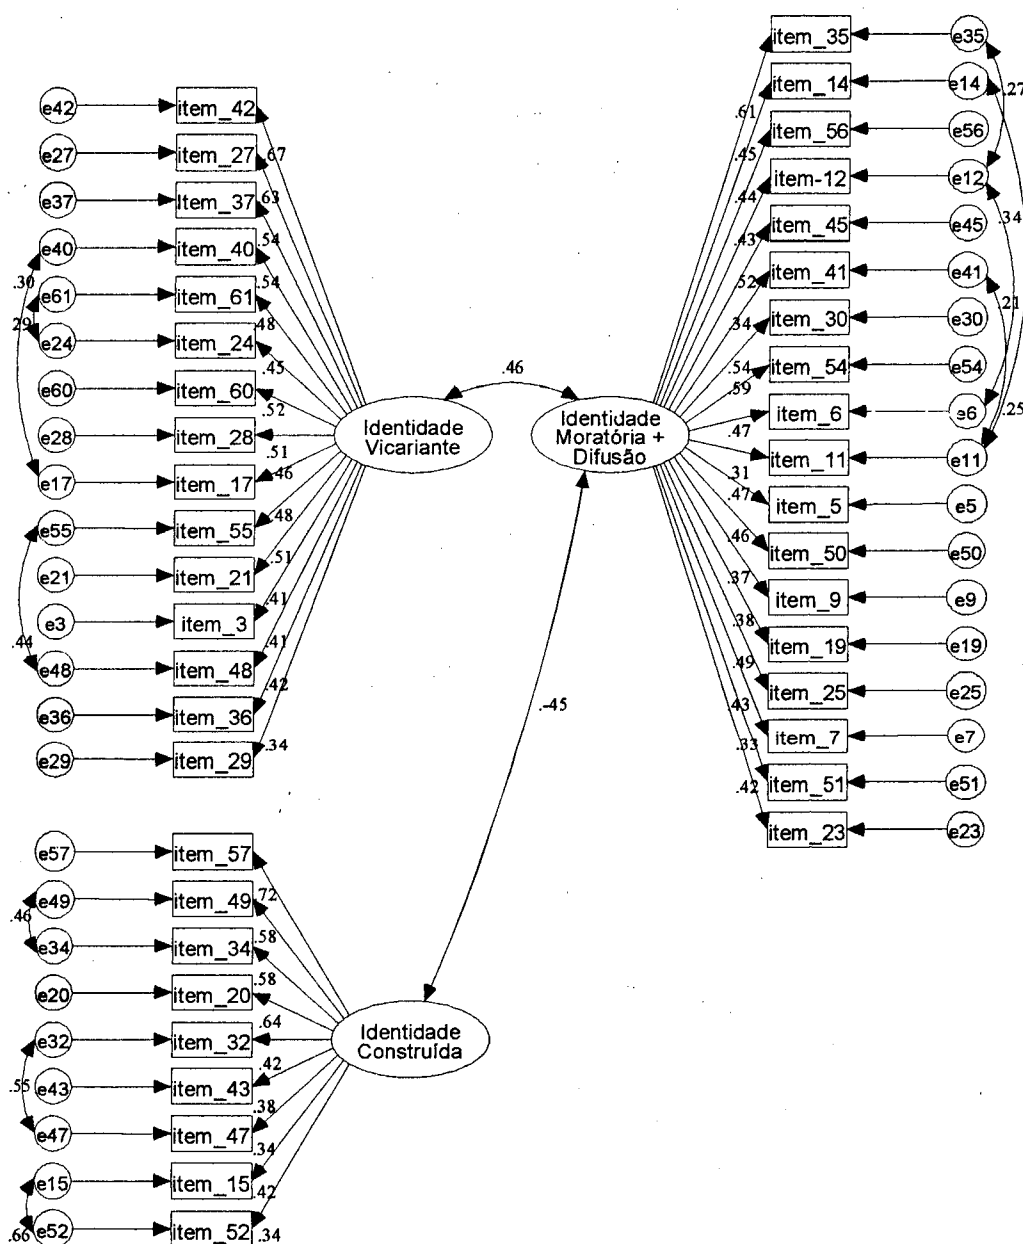 item_35
e35
item_14
e14
.27
item_56
e56
item-12
e12
item_45
e45
.34
item_41
e41
item_30
e30
.21
item_54
e54
item_6
e6
.25
item_11
e11
item_5
e5
item_50
e50
item_9
e9
item_19
e19
item_25
e25
item_7
e7
item_51
e51
item_23
e23
.61
.45
.44
.43
.52
.34
.54
.59
.47
.31
.47
.46
.37
.38
.49
.43
.33
.42
Identidade
Moratória +
Difusão
.46
Identidade
Vicariante
e42
item_42
e27
item_27
e37
item_37
e40
item_40
.30
e61
item_61
.29
e24
item_24
e60
item_60
e28
item_28
e17
item_17
e55
item_55
e21
item_21
e3
item_3
.44
e48
item_48
e36
item_36
e29
item_29
.67
.63
.54
.54
.48
.45
.52
.51
.46
.48
.51
.41
.41
.42
.34
.-45
e57
item_57
e49
item_49
.46
e34
item_34
e20
item_20
e32
item_32
.55
e43
item_43
e47
item_47
e15
item_15
.66
e52
item_52
.72
.58
.58
.64
.42
.38
.34
.42
.34
Identidade
Construída